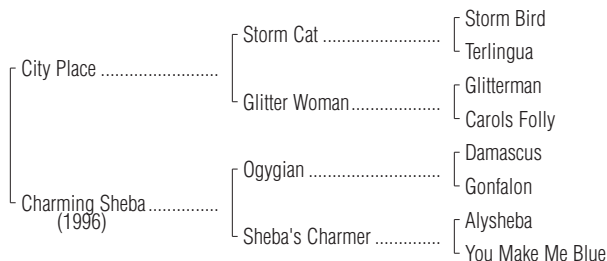 Storm Bird
Storm Cat ........................
Terlingua
City Place ........................
Glitterman
Glitter Woman..................
Carols Folly
Damascus
Ogygian ..........................
Gonfalon
Charming Sheba..............
(1996)
Alysheba
Sheba's Charmer ..............
You Make Me Blue